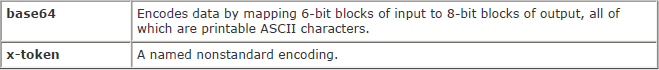 base64 Encodes data by mapping 6-bit blocks of input to 8-bit blocks of output, all of
which are printable ASCII characters.
x-token A named nonstandard encoding.